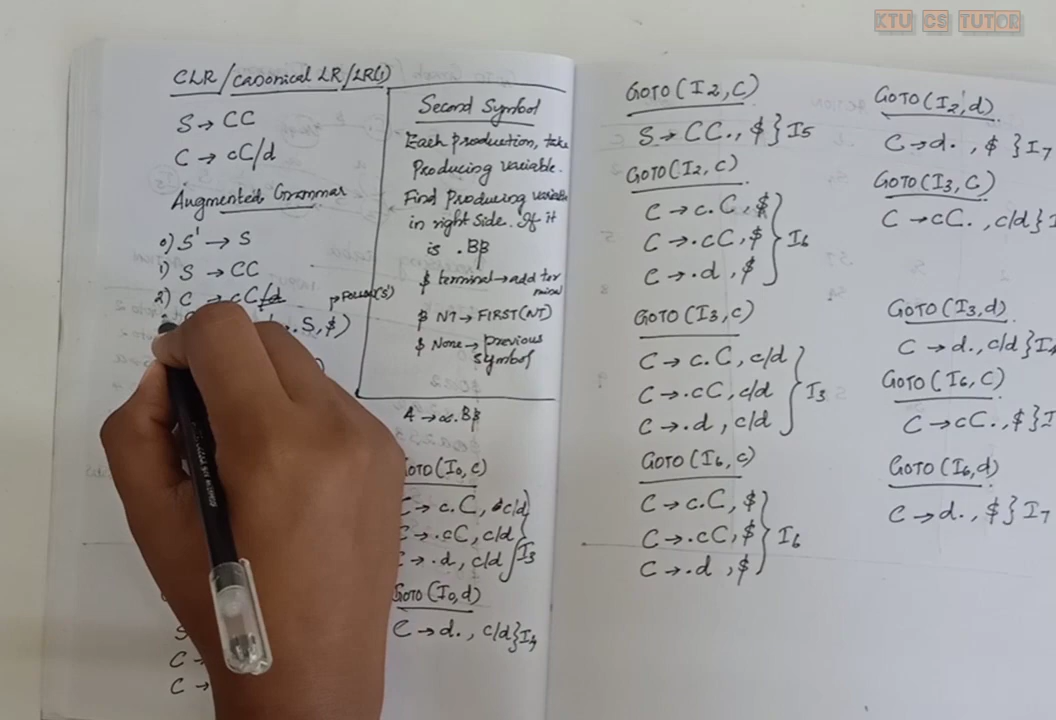 KTU CS TUTOR
CLR/canonical LR/LR(1)
S → CC
C → cC/d
Augmented Grammar
0) S' → S
1) S → CC
2) C → cC/d
. S, $)
S
C →
C →
Second Symbol
Each production, take
Producing variable.
Find Producing variable
in right side. If it
is .Bβ
β terminal → add ter
minal
β NT → FIRST(NT)
β None → previous
symbol
A → α.Bβ
GOTO(I0,c)
C → c.C, c/d
C → .cC, c/d
C → .d, c/d } I3
GOTO(I0,d)
C → d., c/d } I4
GOTO(I2,C)
S → CC., $ } I5
GOTO(I2,c)
C → c.C, $
C → .cC, $ } I6
C → .d, $
GOTO(I3,c)
C → c.C, c/d
C → .cC, c/d } I3
C → .d, c/d
GOTO(I6,c)
C → c.C, $
C → .cC, $ } I6
C → .d, $
GOTO(I2,d)
C → d., $ } I7
GOTO(I3,C)
C → cC., c/d } I
GOTO(I3,d)
C → d., c/d } I4
GOTO(I6,C)
C → cC., $ } I
GOTO(I6,d)
C → d., $ } I7